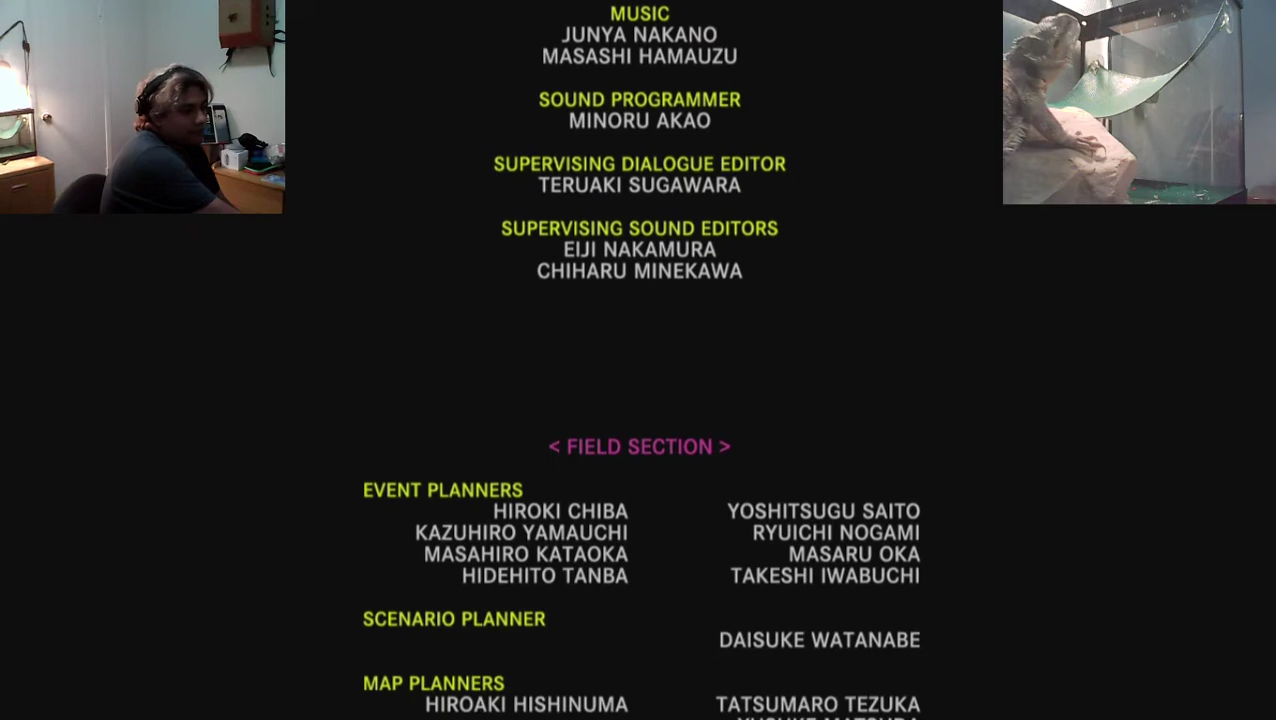 MUSIC
JUNYA NAKANO
MASASHI HAMAUZU
SOUND PROGRAMMER
MINORU AKAO
SUPERVISING DIALOGUE EDITOR
TERUAKI SUGAWARA
SUPERVISING SOUND EDITORS
EIJI NAKAMURA
CHIHARU MINEKAWA
< FIELD SECTION >
EVENT PLANNERS
HIROKI CHIBA YOSHITSUGU SAITO
KAZUHIRO YAMAUCHI RYUICHI NOGAMI
MASAHIRO KATAOKA MASARU OKA
HIDEHITO TANBA TAKESHI IWABUCHI
SCENARIO PLANNER
DAISUKE WATANABE
MAP PLANNERS
HIROAKI HISHINUMA TATSUMARO TEZUKA